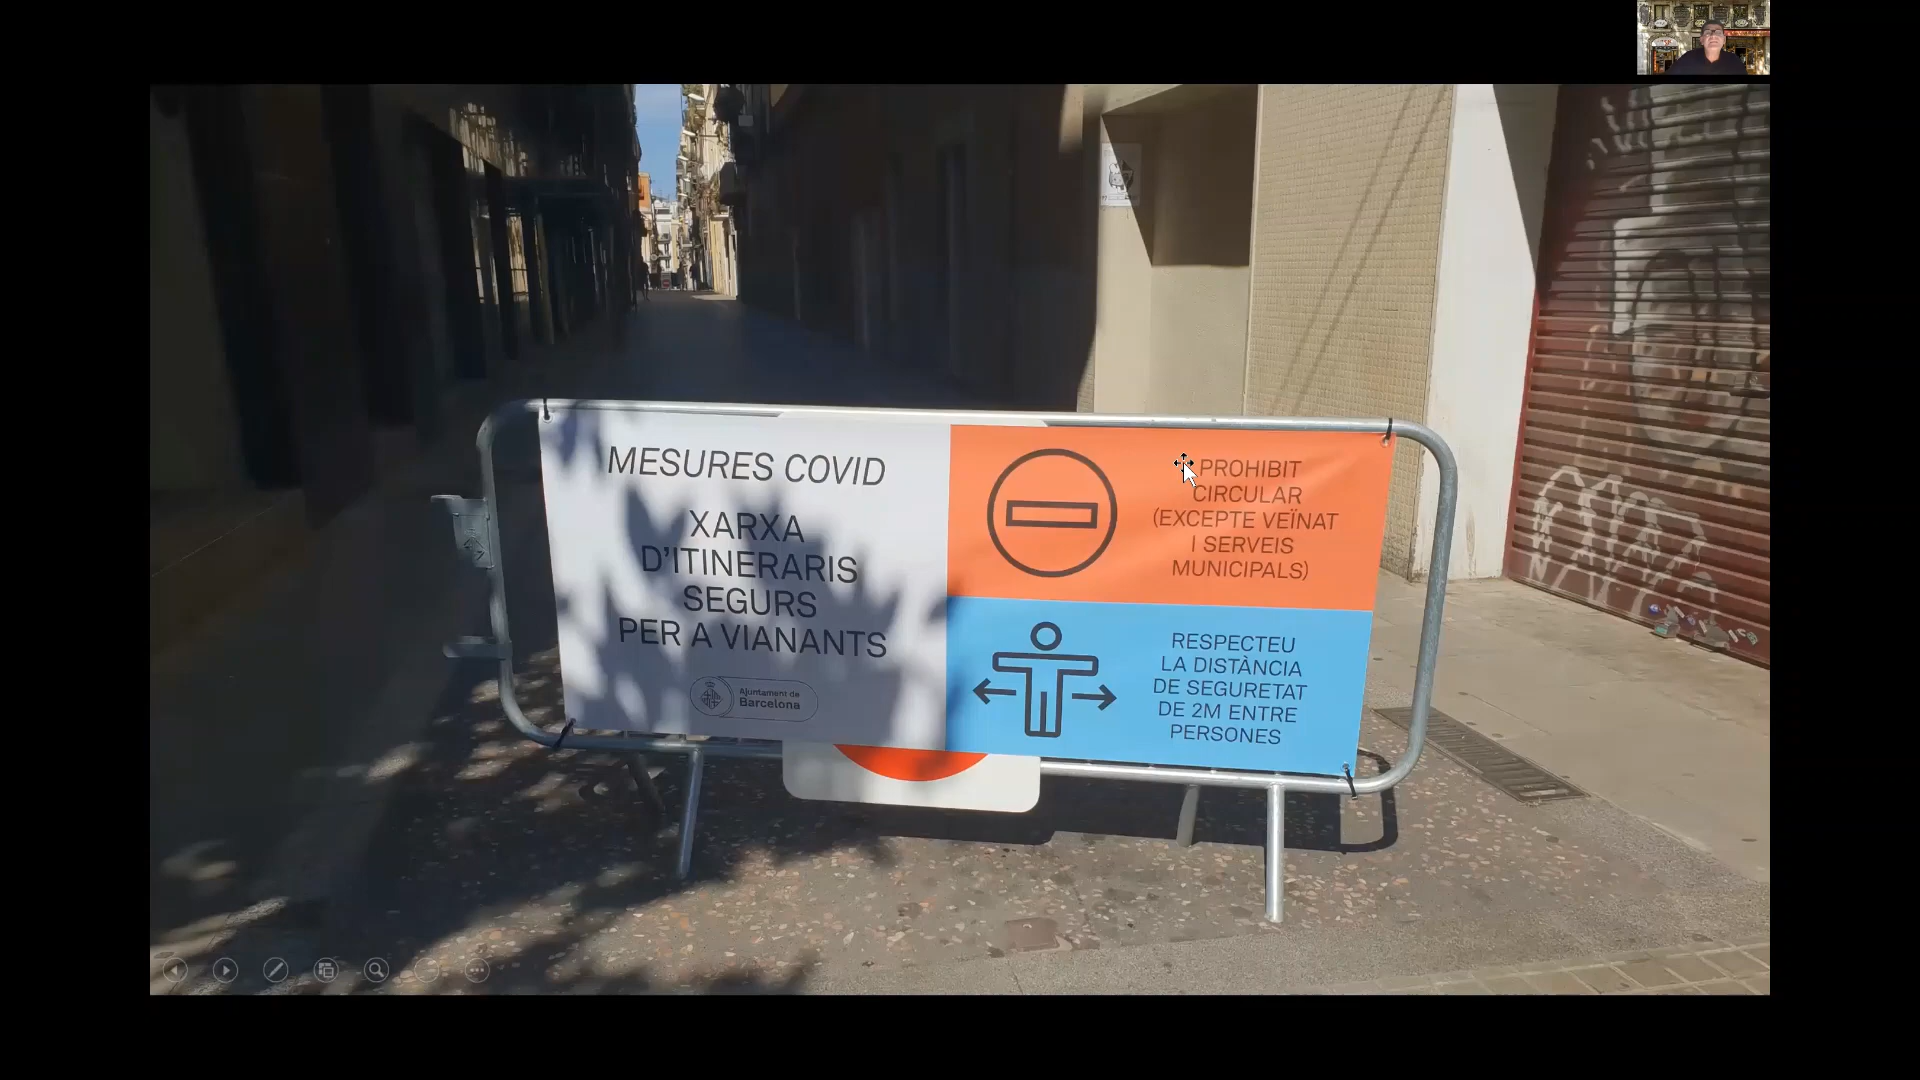 MESURES COVID
XARXA
D'ITINERARIS
SEGURS
PER A VIANANTS
Ajuntament de
Barcelona
PROHIBIT
CIRCULAR
(EXCEPTE VEÏNAT
I SERVEIS
MUNICIPALS)
RESPECTEU
LA DISTÀNCIA
DE SEGURETAT
DE 2M ENTRE
PERSONES